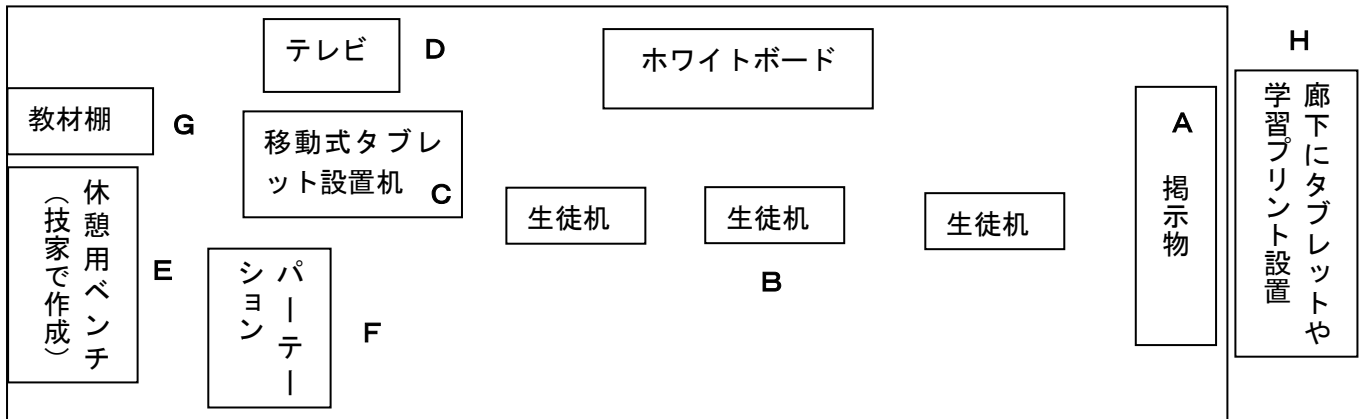 テレビ
D
ホワイトボード
H
教材棚
G
移動式タブレ
ット設置机
C
A
掲示物
廊下にタブレットや
学習プリント設置
休憩用ベンチ
（技家で作成）
E
生徒机
生徒机
生徒机
B
パーテー
ション
F